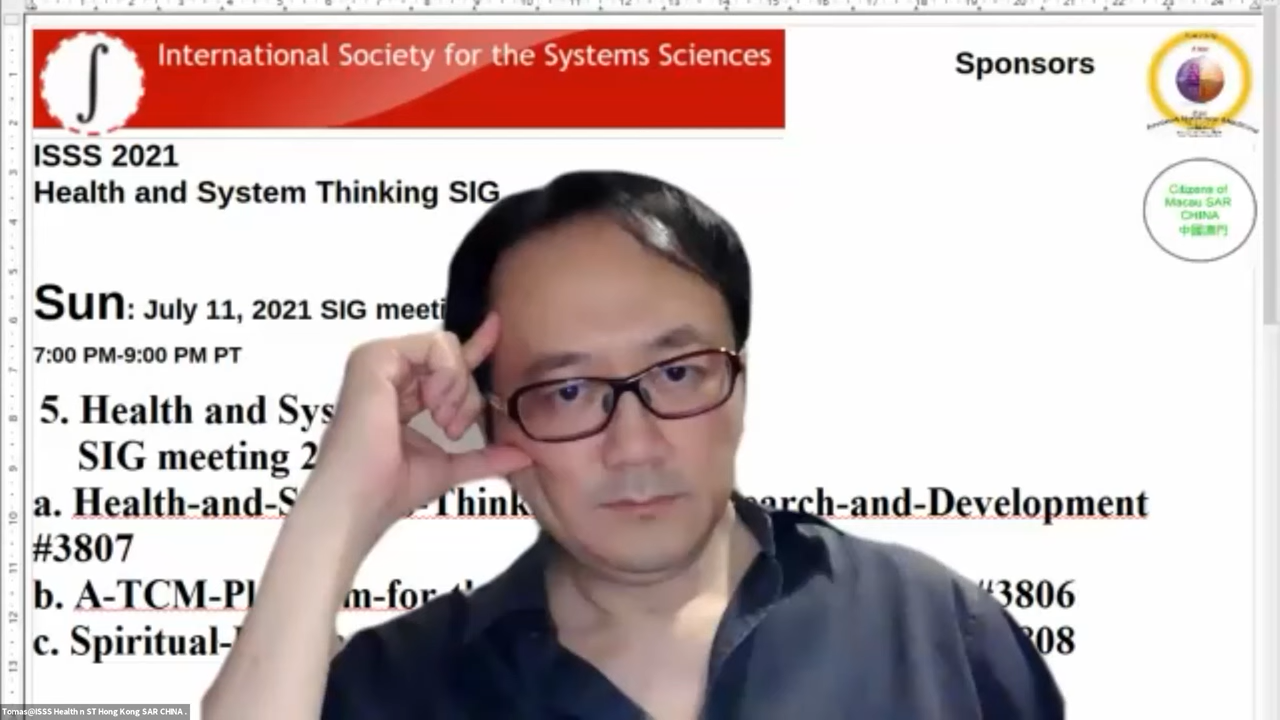 International Society for the Systems Sciences
Sponsors
ISSS 2021
Health and System Thinking SIG
Citizens of
Macau SAR
CHINA
中國澳門
Sun: July 11, 2021 SIG meeti
7:00 PM-9:00 PM PT
5. Health and Sys
SIG meeting 2
a. Health-and-S -Think arch-and-Development
#3807
b. A-TCM-Pl m-for-t #3806
c. Spiritual- 308
Tomas@ISSS Health n ST Hong Kong SAR CHINA .